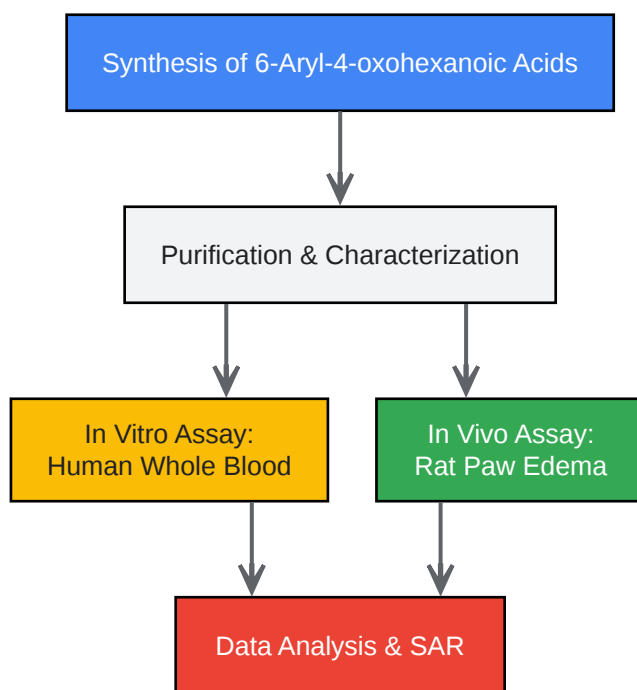 Synthesis of 6-Aryl-4-oxohexanoic Acids
Purification & Characterization
In Vitro Assay:
Human Whole Blood
In Vivo Assay:
Rat Paw Edema
Data Analysis & SAR